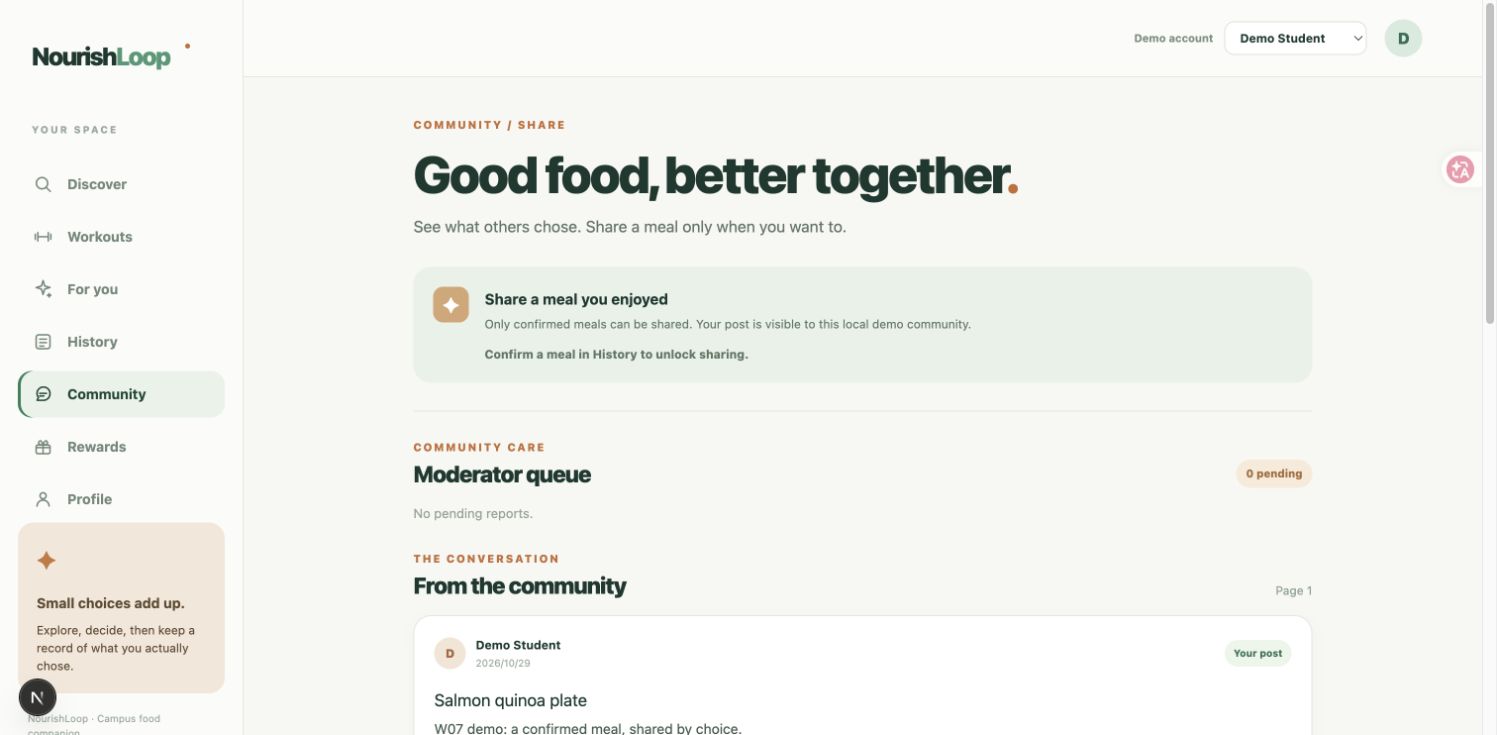 NourishLoop
Demo account
Demo Student
D
YOUR SPACE
Discover
Workouts
For you
History
Community
Rewards
Profile
Small choices add up.
Explore, decide, then keep a
record of what you actually
chose.
N
NourishLoop · Campus food
companion
COMMUNITY / SHARE
Good food, better together.
See what others chose. Share a meal only when you want to.
Share a meal you enjoyed
Only confirmed meals can be shared. Your post is visible to this local demo community.
Confirm a meal in History to unlock sharing.
COMMUNITY CARE
Moderator queue
0 pending
No pending reports.
THE CONVERSATION
From the community
Page 1
D
Demo Student
2026/10/29
Your post
Salmon quinoa plate
W07 demo: a confirmed meal, shared by choice.